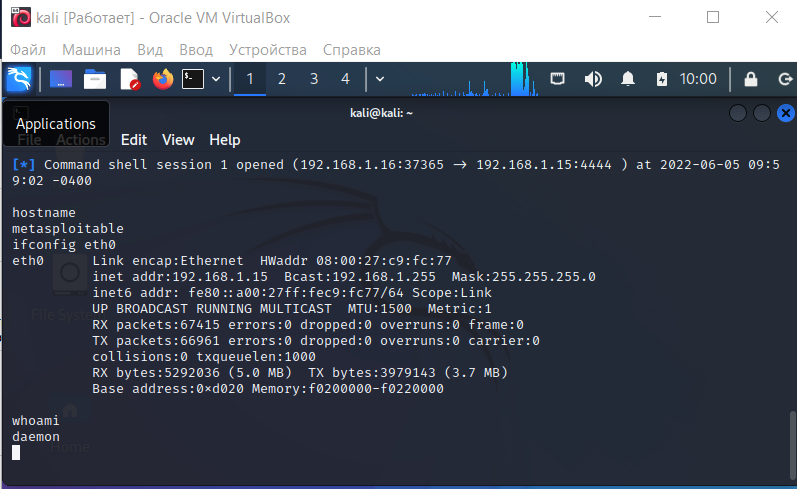 kali [Работает] - Oracle VM VirtualBox
Файл Машина Вид Ввод Устройства Справка
1 2 3 4 10:00
kali@kali: ~
Applications
File Actions Edit View Help
[*] Command shell session 1 opened (192.168.1.16:37365 → 192.168.1.15:4444 ) at 2022-06-05 09:5
9:02 -0400
hostname
metasploitable
ifconfig eth0
eth0 Link encap:Ethernet HWaddr 08:00:27:c9:fc:77
inet addr:192.168.1.15 Bcast:192.168.1.255 Mask:255.255.255.0
inet6 addr: fe80::a00:27ff:fec9:fc77/64 Scope:Link
UP BROADCAST RUNNING MULTICAST MTU:1500 Metric:1
RX packets:67415 errors:0 dropped:0 overruns:0 frame:0
File System
TX packets:66961 errors:0 dropped:0 overruns:0 carrier:0
collisions:0 txqueuelen:1000
RX bytes:5292036 (5.0 MB) TX bytes:3979143 (3.7 MB)
Base address:0×d020 Memory:f0200000-f0220000
whoami
daemon
Home